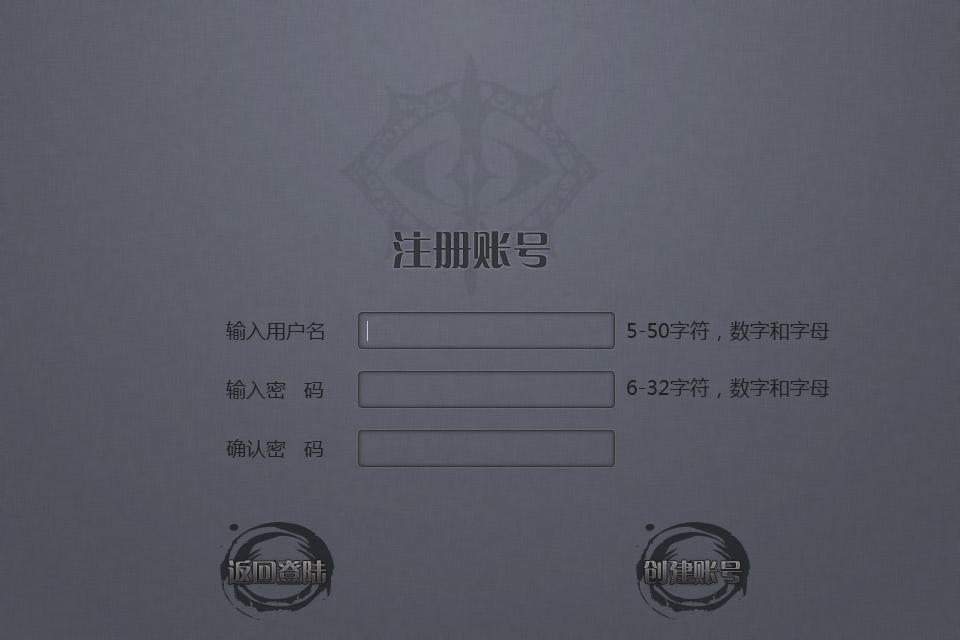 注册账号
输入用户名 5-50字符，数字和字母
输入密 码 6-32字符，数字和字母
确认密 码
返回登陆 创建账号